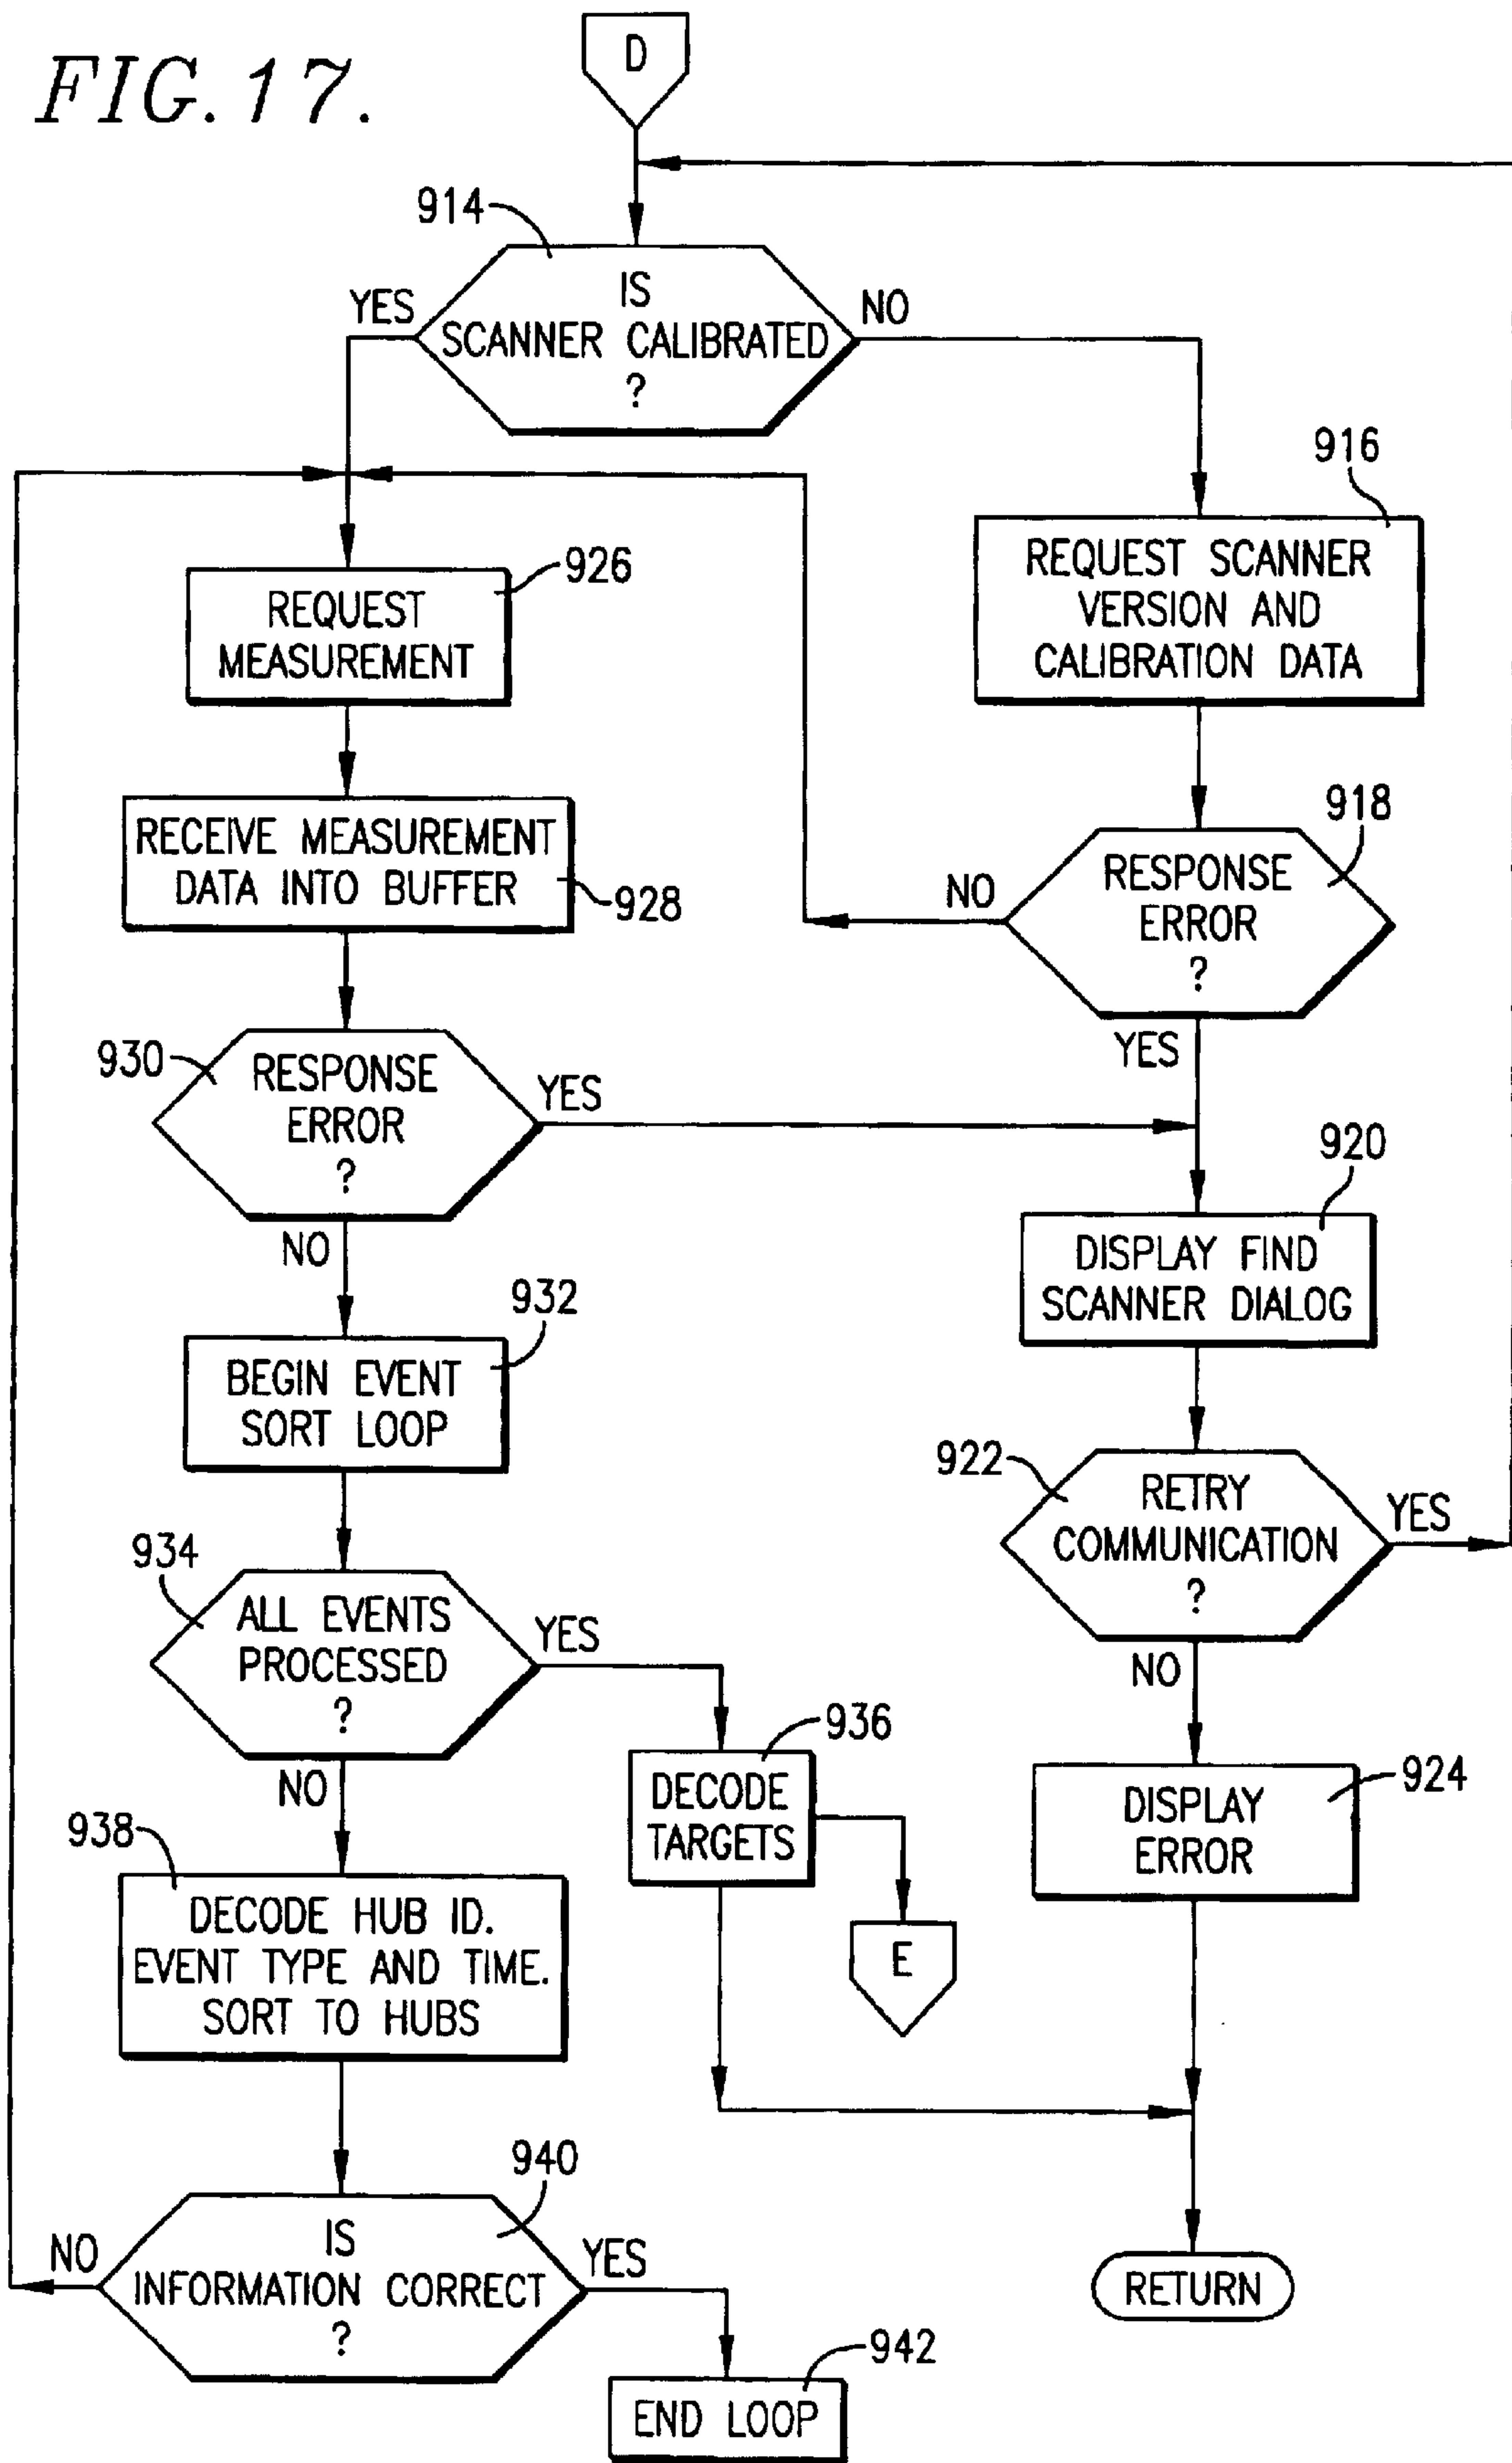 FIG. 17.
D
914
IS
SCANNER CALIBRATED
?
YES
NO
916
REQUEST SCANNER
VERSION AND
CALIBRATION DATA
926
REQUEST
MEASUREMENT
918
RESPONSE
ERROR
?
NO
YES
RECEIVE MEASUREMENT
DATA INTO BUFFER
928
930
RESPONSE
ERROR
?
YES
NO
920
DISPLAY FIND
SCANNER DIALOG
932
BEGIN EVENT
SORT LOOP
922
RETRY
COMMUNICATION
?
YES
NO
934
ALL EVENTS
PROCESSED
?
YES
NO
936
DECODE
TARGETS
924
DISPLAY
ERROR
938
DECODE HUB ID.
EVENT TYPE AND TIME.
SORT TO HUBS
E
940
IS
INFORMATION CORRECT
?
NO
YES
RETURN
942
END LOOP